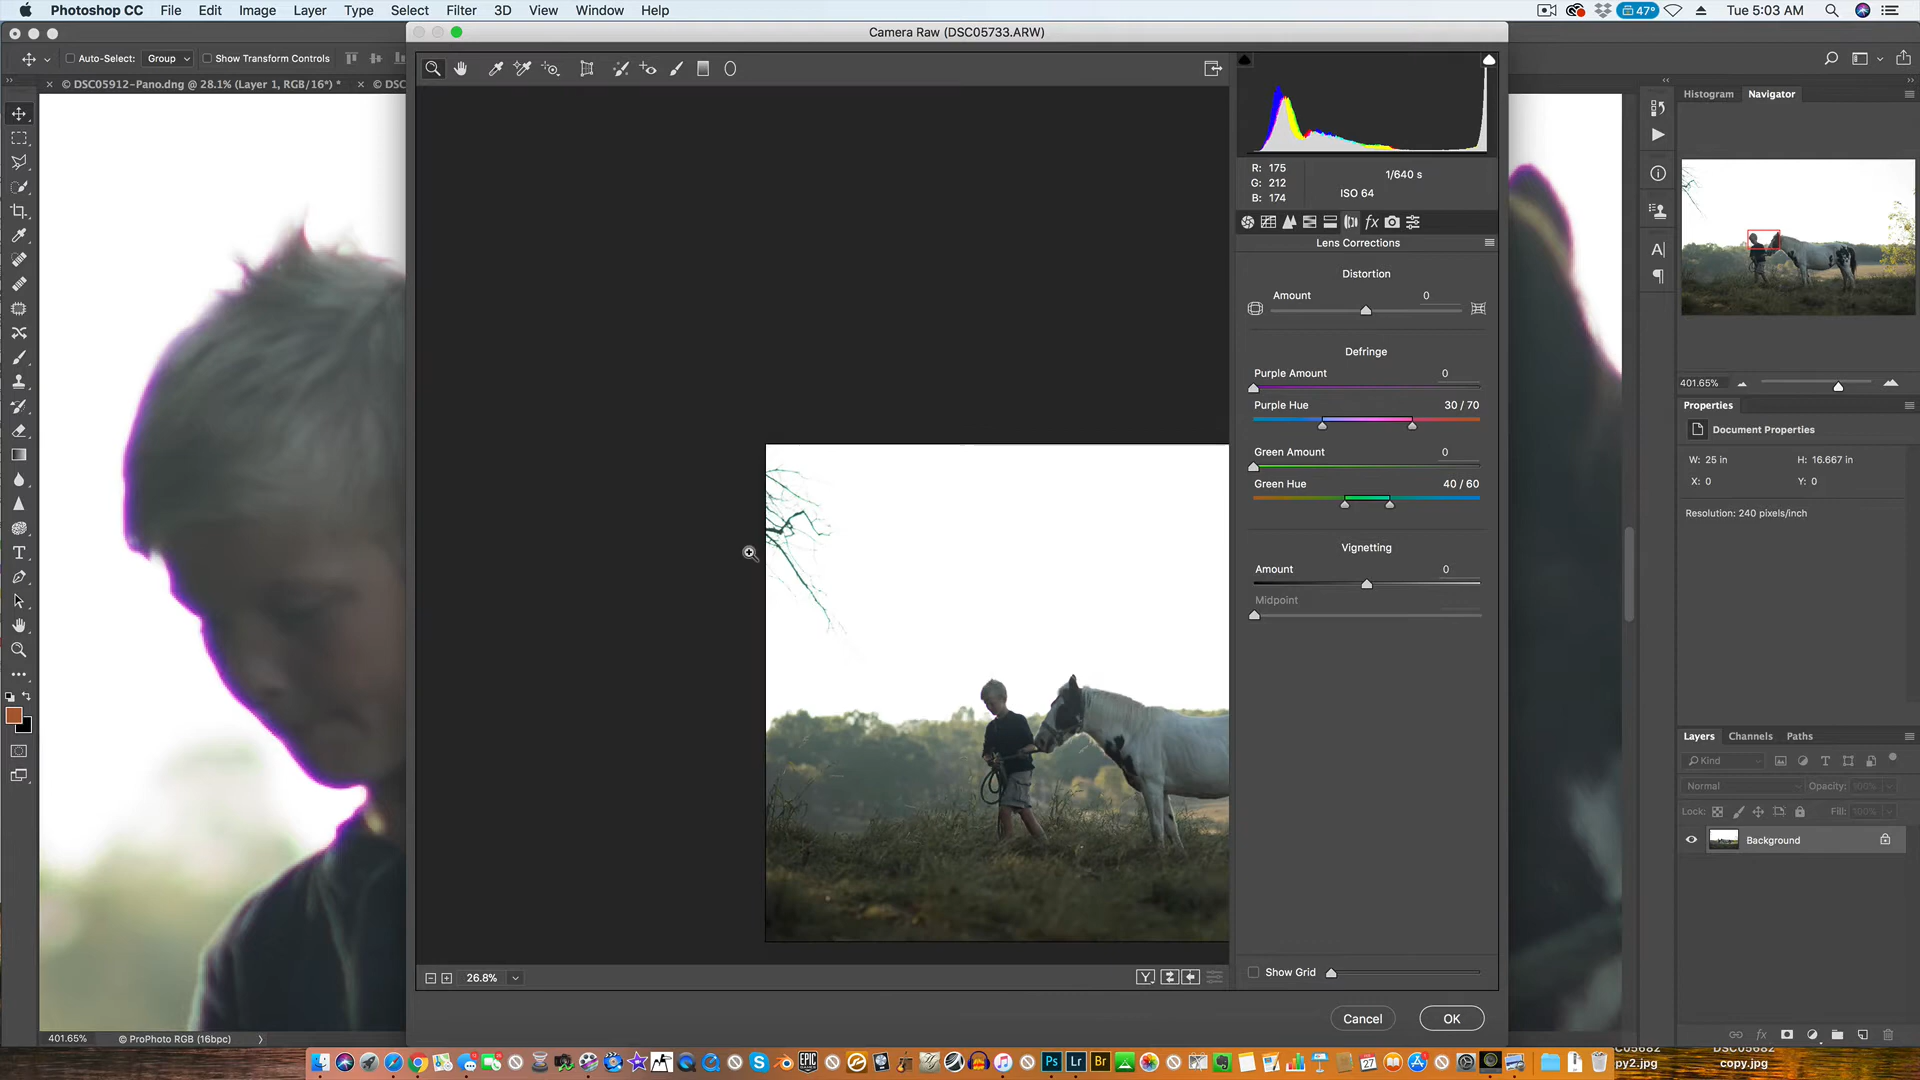 Photoshop CC File Edit Image Layer Type Select Filter 3D View Window Help
47° Tue 5:03 AM
Camera Raw (DSC05733.ARW)
Auto-Select: Group Show Transform Controls
© DSC05912-Pano.dng @ 28.1% (Layer 1, RGB/16*) *
© DSC
Histogram Navigator
R: 175
G: 212
B: 174
1/640 s
ISO 64
Lens Corrections
Distortion
Amount 0
Defringe
Purple Amount 0
Purple Hue 30 / 70
Green Amount 0
Green Hue 40 / 60
Vignetting
Amount 0
Midpoint
401.65%
Properties
Document Properties
W: 25 in H: 16.667 in
X: 0 Y: 0
Resolution: 240 pixels/inch
Layers Channels Paths
Kind
Normal Opacity: 100%
Lock: Fill: 100%
Background
26.8%
Show Grid
Cancel OK
401.65% © ProPhoto RGB (16bpc)
DSC05682
py2.jpg
DSC05682
copy.jpg